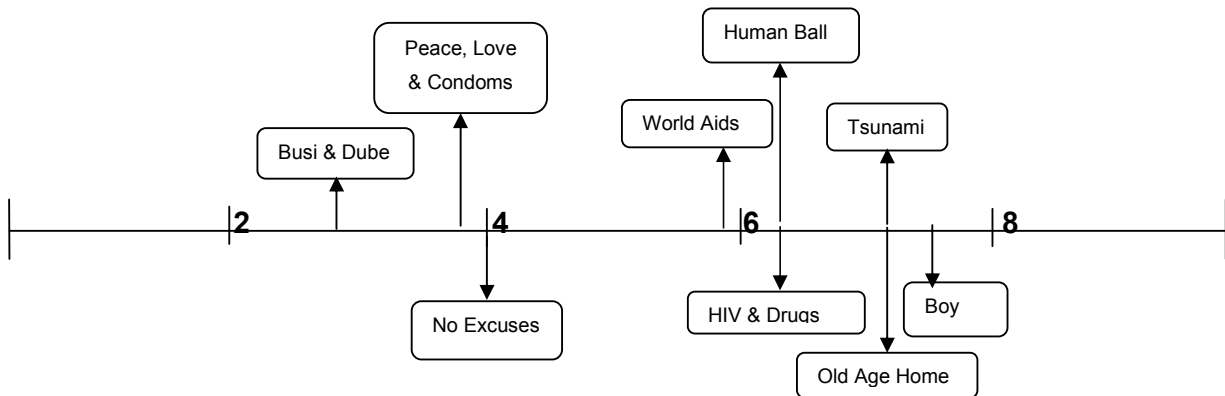 Human Ball
Peace, Love
& Condoms
World Aids
Tsunami
Busi & Dube
2
4
6
8
No Excuses
HIV & Drugs
Boy
Old Age Home